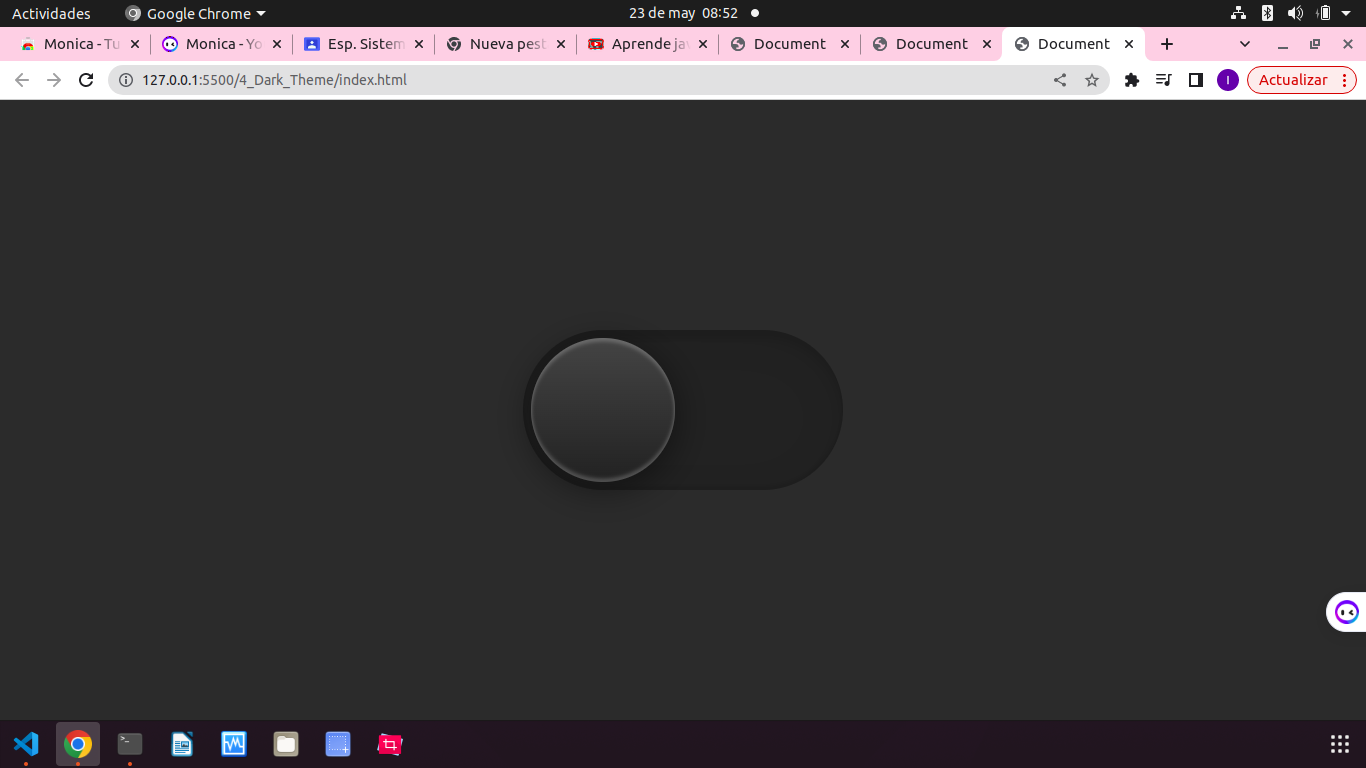 Actividades Google Chrome 23 de may 08:52
Monica - Tu Monica - Yo Esp. Sistem Nueva pest Aprende jav Document Document Document
127.0.0.1:5500/4_Dark_Theme/index.html I Actualizar